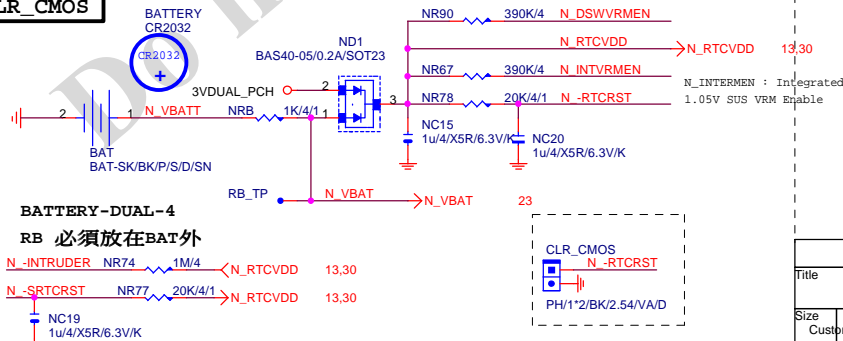 LR_CMOS
BATTERY
CR2032
CR2032
+
ND1
BAS40-05/0.2A/SOT23
NR90 390K/4 N_DSWVRMEN
N_RTCVDD N_RTCVDD 13,30
3VDUAL_PCH 2
3
NR67 390K/4 N_INTVRMEN
N_INTERMEN : Integrated
1.05V SUS VRM Enable
NR78 20K/4/1 N_-RTCRST
2 1 N_VBATT NRB 1K/4/1 1
BAT
BAT-SK/BK/P/S/D/SN
NC15
1u/4/X5R/6.3V/K
NC20
1u/4/X5R/6.3V/K
RB_TP N_VBAT N_VBAT 23
BATTERY-DUAL-4
RB 必須放在BAT外
N_-INTRUDER NR74 1M/4 N_RTCVDD 13,30
N_-SRTCRST NR77 20K/4/1 N_RTCVDD 13,30
NC19
1u/4/X5R/6.3V/K
CLR_CMOS
N_-RTCRST
PH/1*2/BK/2.54/VA/D
Title
Size
Custo
Do n